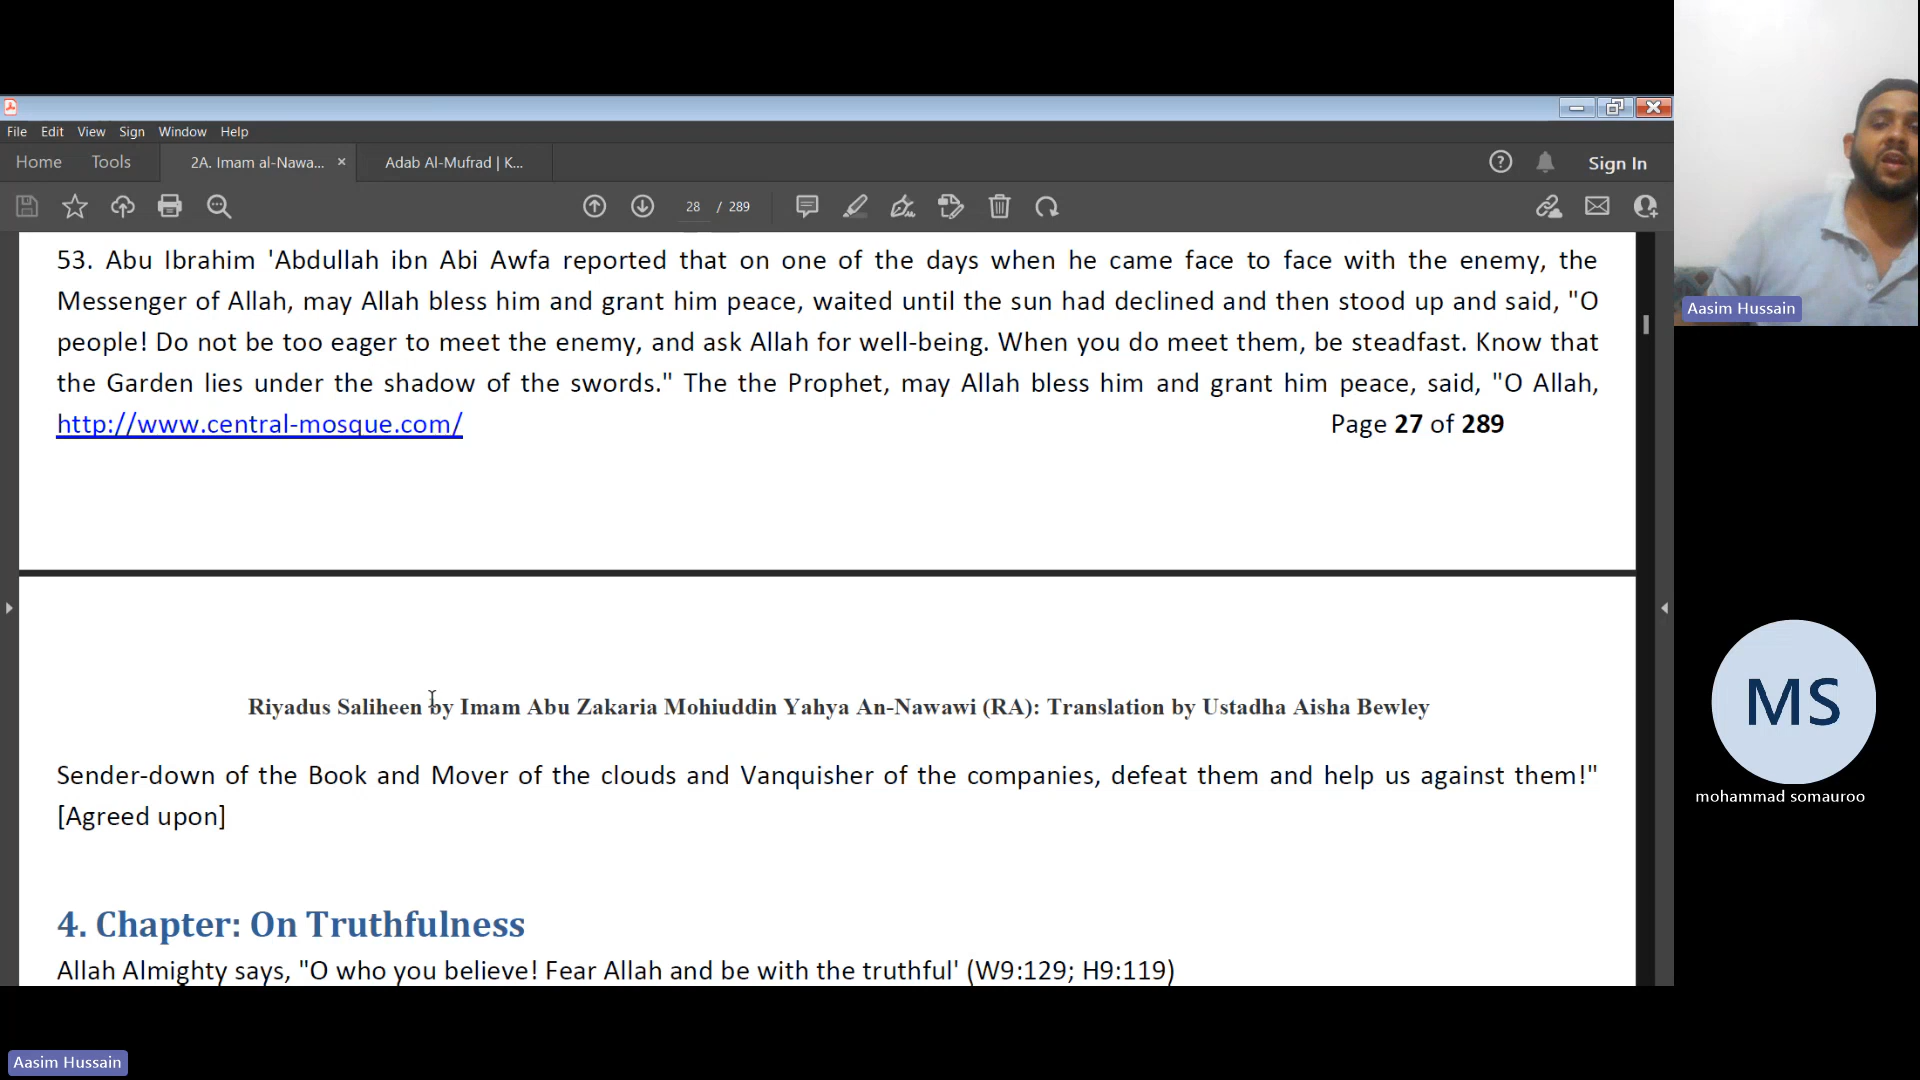 File Edit View Sign Window Help
Home Tools 2A. Imam al-Nawa... × Adab Al-Mufrad | K... Sign In
28 / 289
53. Abu Ibrahim 'Abdullah ibn Abi Awfa reported that on one of the days when he came face to face with the enemy, the
Messenger of Allah, may Allah bless him and grant him peace, waited until the sun had declined and then stood up and said, "O
people! Do not be too eager to meet the enemy, and ask Allah for well-being. When you do meet them, be steadfast. Know that
the Garden lies under the shadow of the swords." The the Prophet, may Allah bless him and grant him peace, said, "O Allah,
http://www.central-mosque.com/ Page 27 of 289
Riyadus Saliheen by Imam Abu Zakaria Mohiuddin Yahya An-Nawawi (RA): Translation by Ustadha Aisha Bewley
Sender-down of the Book and Mover of the clouds and Vanquisher of the companies, defeat them and help us against them!"
[Agreed upon]
4. Chapter: On Truthfulness
Allah Almighty says, "O who you believe! Fear Allah and be with the truthful' (W9:129; H9:119)
Aasim Hussain
MS
mohammad somauroo
Aasim Hussain